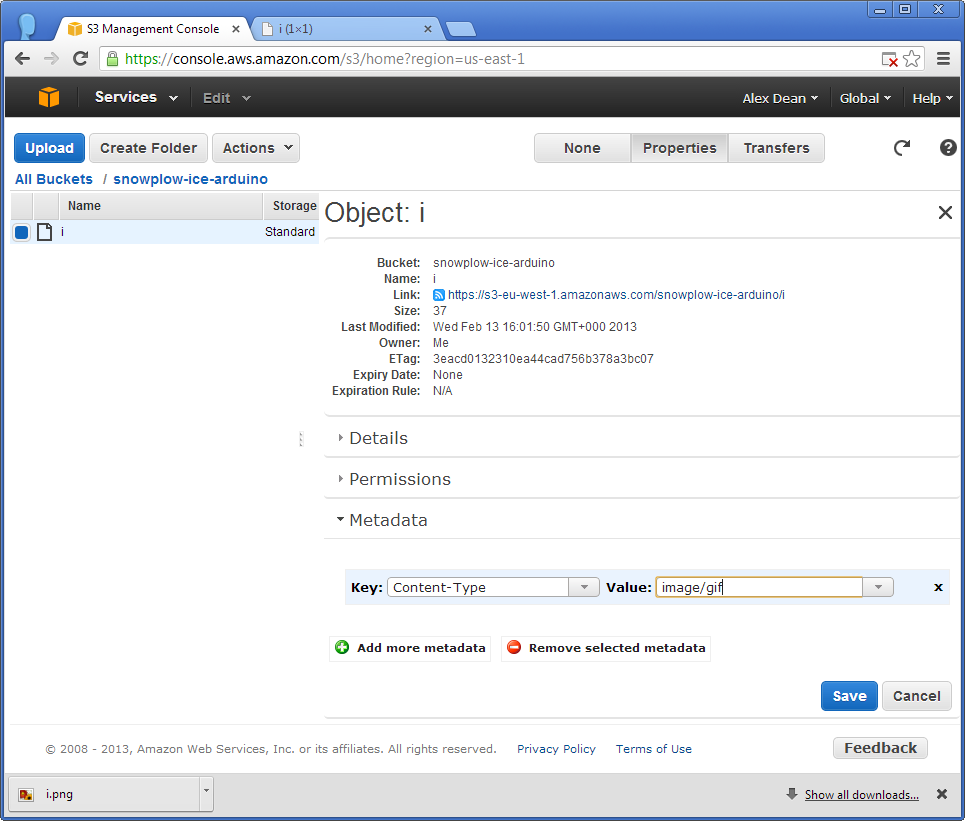 S3 Management Console
i (1×1)
https://console.aws.amazon.com/s3/home?region=us-east-1
Services Edit Alex Dean Global Help
Upload Create Folder Actions None Properties Transfers
All Buckets / snowplow-ice-arduino
Name Storage
i Standard
Object: i
Bucket: snowplow-ice-arduino
Name: i
Link: https://s3-eu-west-1.amazonaws.com/snowplow-ice-arduino/i
Size: 37
Last Modified: Wed Feb 13 16:01:50 GMT+000 2013
Owner: Me
ETag: 3eacd0132310ea44cad756b378a3bc07
Expiry Date: None
Expiration Rule: N/A
Details
Permissions
Metadata
Key: Content-Type Value: image/gif x
Add more metadata Remove selected metadata
Save Cancel
© 2008 - 2013, Amazon Web Services, Inc. or its affiliates. All rights reserved. Privacy Policy Terms of Use Feedback
i.png Show all downloads...